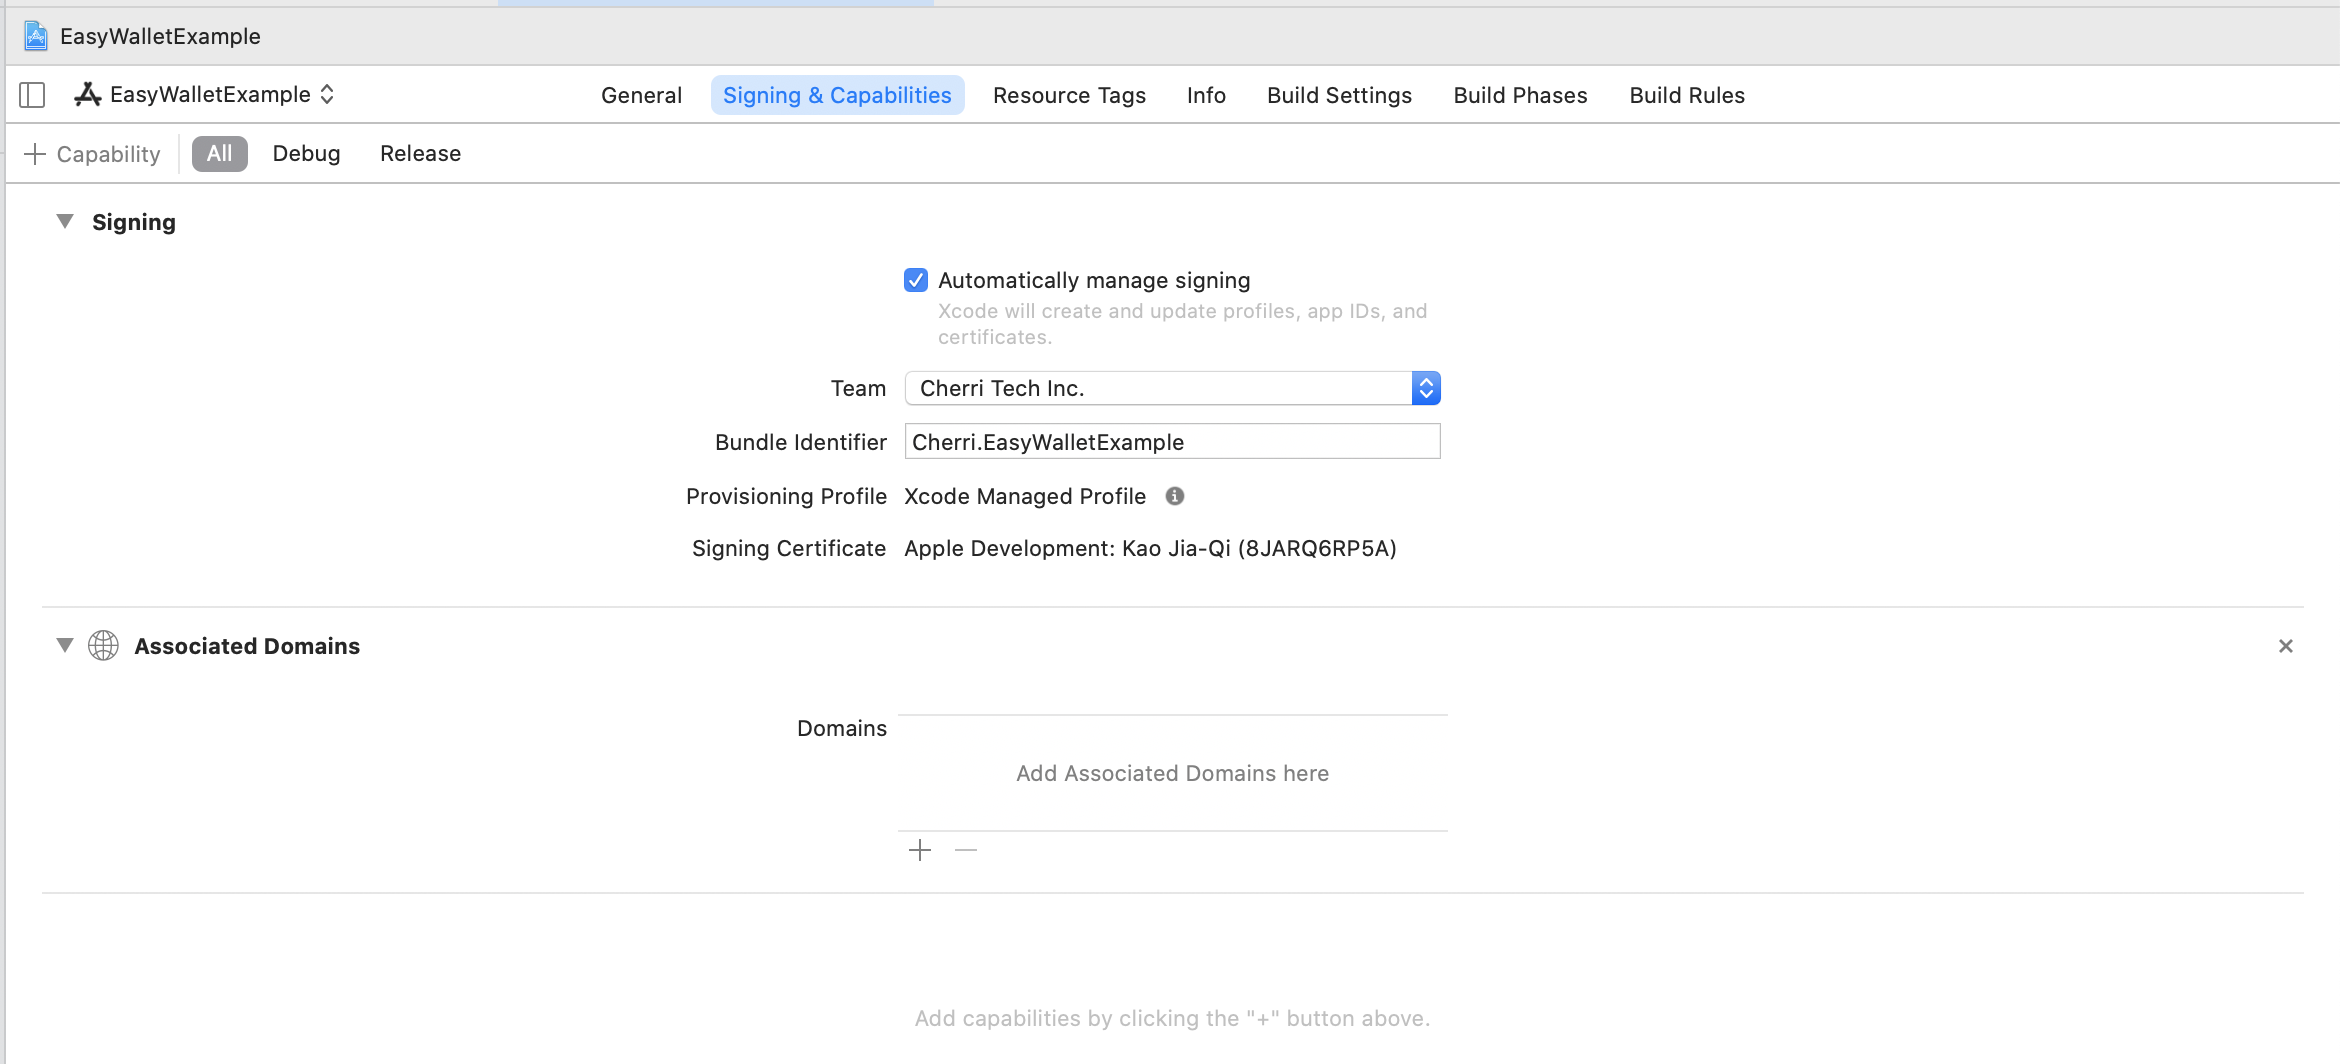 EasyWalletExample
EasyWalletExample
General Signing & Capabilities Resource Tags Info Build Settings Build Phases Build Rules
Capability All Debug Release
Signing
Automatically manage signing
Xcode will create and update profiles, app IDs, and
certificates.
Team Cherri Tech Inc.
Bundle Identifier Cherri.EasyWalletExample
Provisioning Profile Xcode Managed Profile
Signing Certificate Apple Development: Kao Jia-Qi (8JARQ6RP5A)
Associated Domains
Domains
Add Associated Domains here
Add capabilities by clicking the "+" button above.